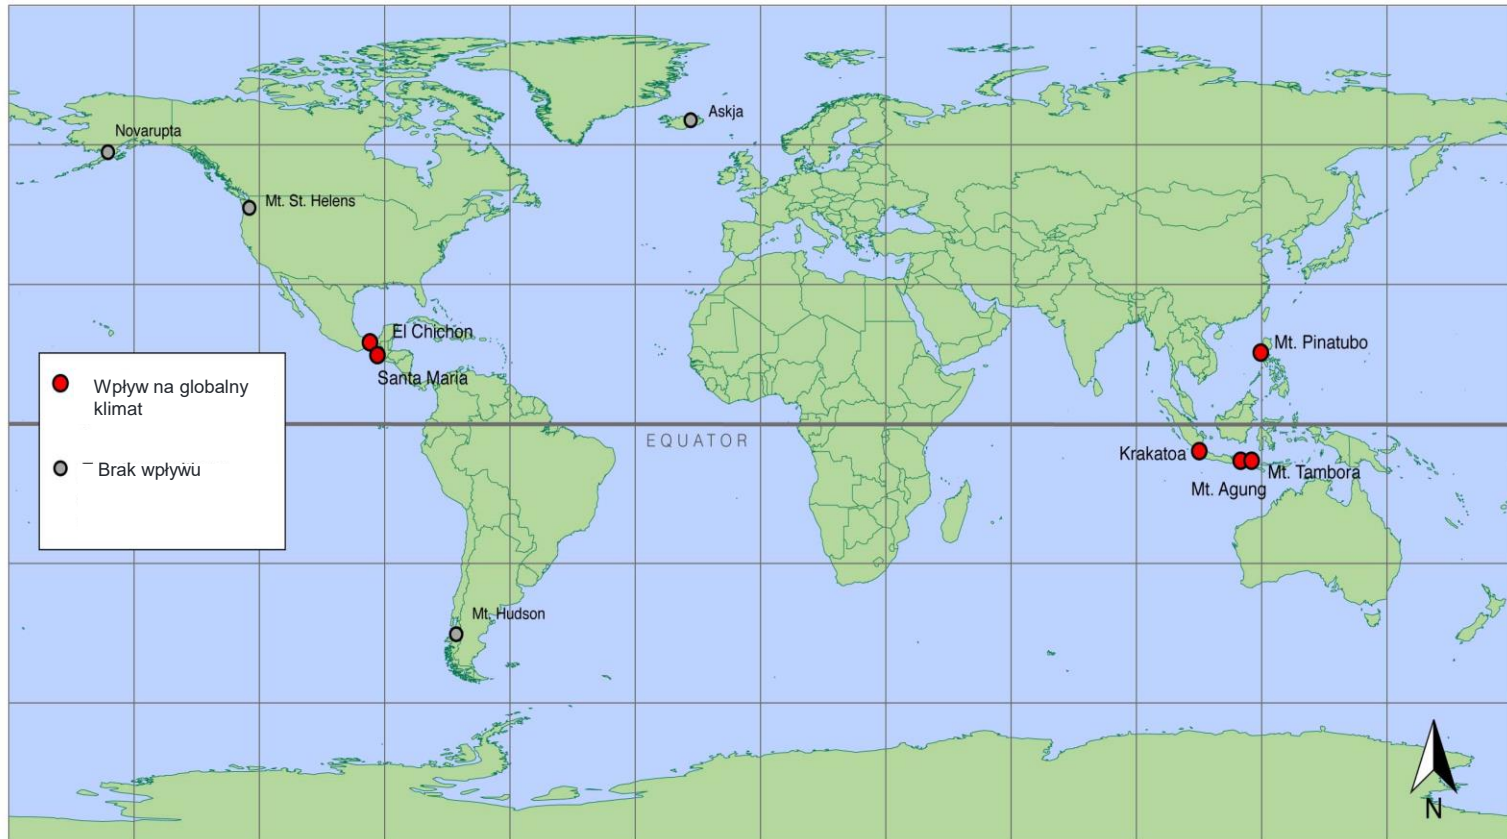 Askja
Novarupta
Mt. St. Helens
El Chichon
Santa Maria
Mt. Pinatubo
Wpływ na globalny
klimat
EQUATOR
Krakatoa
Mt. Tambora
Mt. Agung
Brak wpływu
Mt. Hudson
N